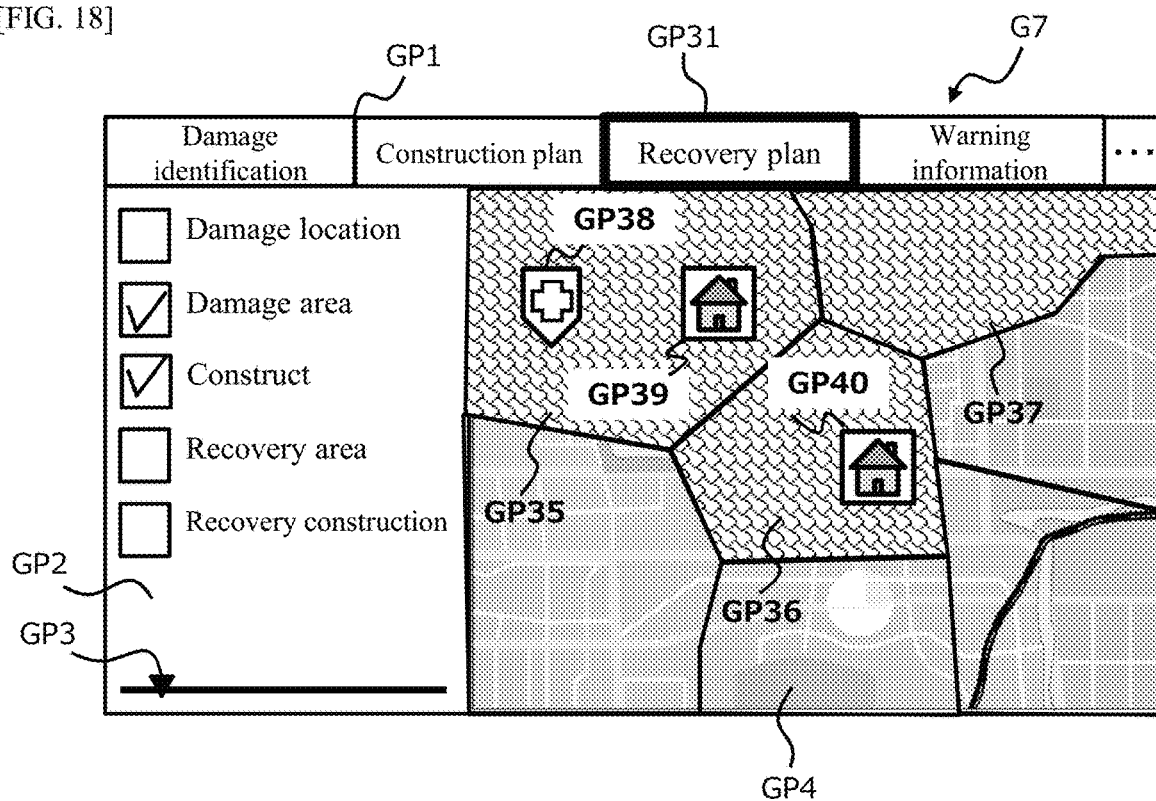 [FIG. 18]
GP1
GP31
G7
Damage
identification
Construction plan
Recovery plan
Warning
information
...
Damage location
Damage area
Construct
Recovery area
Recovery construction
GP2
GP3
GP38
GP39
GP40
GP37
GP35
GP36
GP4